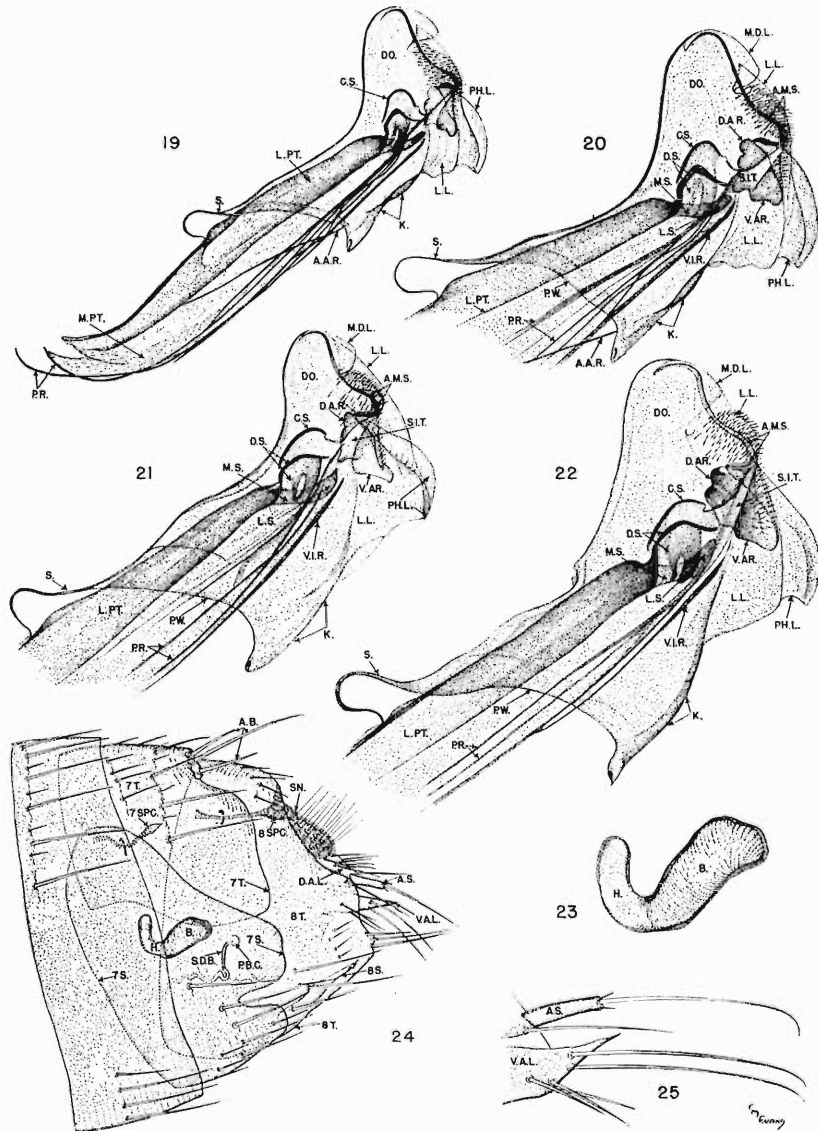 DO.
C.S.
PH.L.
19
L.PT.
L.L.
S.
K.
A.A.R.
M.PT.
P.R.
M.D.L.
L.L.
DO.
A.M.S.
D.A.R.
20
C.S.
D.S.
S.I.T.
M.S.
V.AR.
L.S.
L.L.
S.
V.I.R.
P.W.
PH.L.
L.PT.
P.R.
K.
A.A.R.
M.D.L.
L.L.
DO.
A.M.S.
D.A.R.
C.S.
S.I.T.
D.S.
21
M.S.
V.AR.
PH.L.
L.S.
L.L.
V.I.R.
S.
L.PT.
P.W.
K.
P.R.
M.D.L.
L.L.
DO.
A.M.S.
22
D.AR.
S.I.T.
C.S.
D.S.
V.AR.
M.S.
L.S.
L.L.
PH.L.
V.I.R.
S.
P.W.
K.
L.PT.
P.R.
A.B.
7T.
SN.
7SPC.
8SPC.
A.S.
D.A.L.
7T.
8T.
V.A.L.
B.
H.
7S.
S.D.B.
P.B.C.
7S.
8S.
8T.
24
B.
H.
23
A.S.
V.A.L.
25